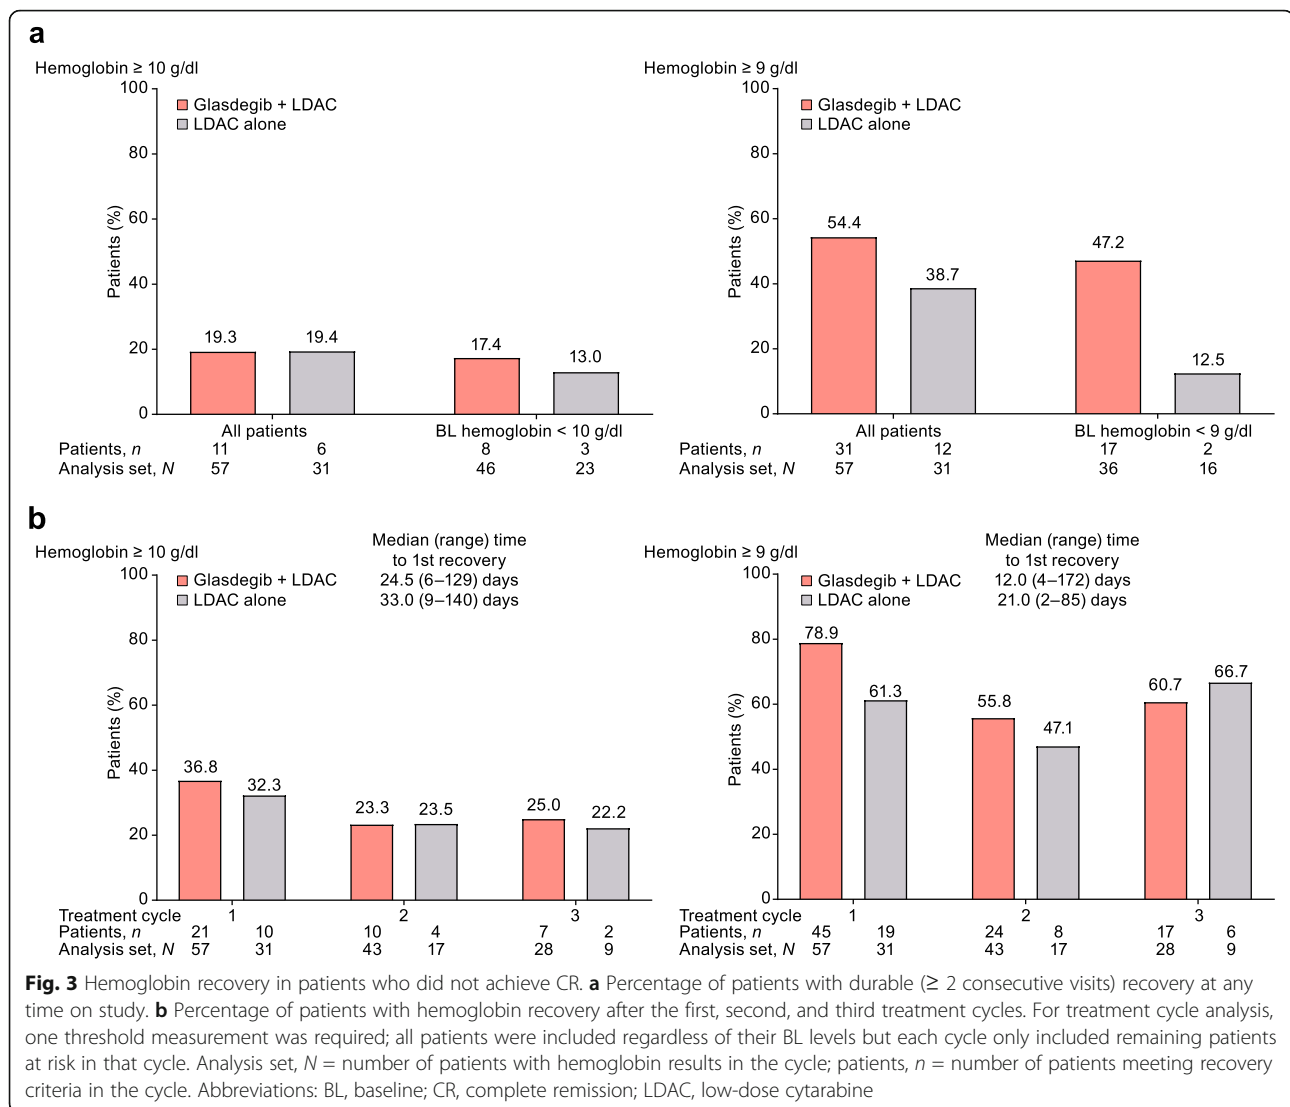 a
Hemoglobin ≥ 10 g/dl
100
80
60
40
20
0
Patients (%)
Glasdegib + LDAC
LDAC alone
19.3
19.4
17.4
13.0
All patients
BL hemoglobin < 10 g/dl
Patients, n 11 6 8 3
Analysis set, N 57 31 46 23
Hemoglobin ≥ 9 g/dl
100
80
60
40
20
0
Patients (%)
Glasdegib + LDAC
LDAC alone
54.4
38.7
47.2
12.5
All patients
BL hemoglobin < 9 g/dl
Patients, n 31 12 17 2
Analysis set, N 57 31 36 16
b
Hemoglobin ≥ 10 g/dl
100
80
60
40
20
0
Patients (%)
Median (range) time
to 1st recovery
Glasdegib + LDAC 24.5 (6–129) days
LDAC alone 33.0 (9–140) days
36.8
32.3
23.3
23.5
25.0
22.2
Treatment cycle 1 2 3
Patients, n 21 10 10 4 7 2
Analysis set, N 57 31 43 17 28 9
Hemoglobin ≥ 9 g/dl
100
80
60
40
20
0
Patients (%)
Median (range) time
to 1st recovery
Glasdegib + LDAC 12.0 (4–172) days
LDAC alone 21.0 (2–85) days
78.9
61.3
55.8
47.1
60.7
66.7
Treatment cycle 1 2 3
Patients, n 45 19 24 8 17 6
Analysis set, N 57 31 43 17 28 9
Fig. 3 Hemoglobin recovery in patients who did not achieve CR. a Percentage of patients with durable (≥ 2 consecutive visits) recovery at any
time on study. b Percentage of patients with hemoglobin recovery after the first, second, and third treatment cycles. For treatment cycle analysis,
one threshold measurement was required; all patients were included regardless of their BL levels but each cycle only included remaining patients
at risk in that cycle. Analysis set, N = number of patients with hemoglobin results in the cycle; patients, n = number of patients meeting recovery
criteria in the cycle. Abbreviations: BL, baseline; CR, complete remission; LDAC, low-dose cytarabine